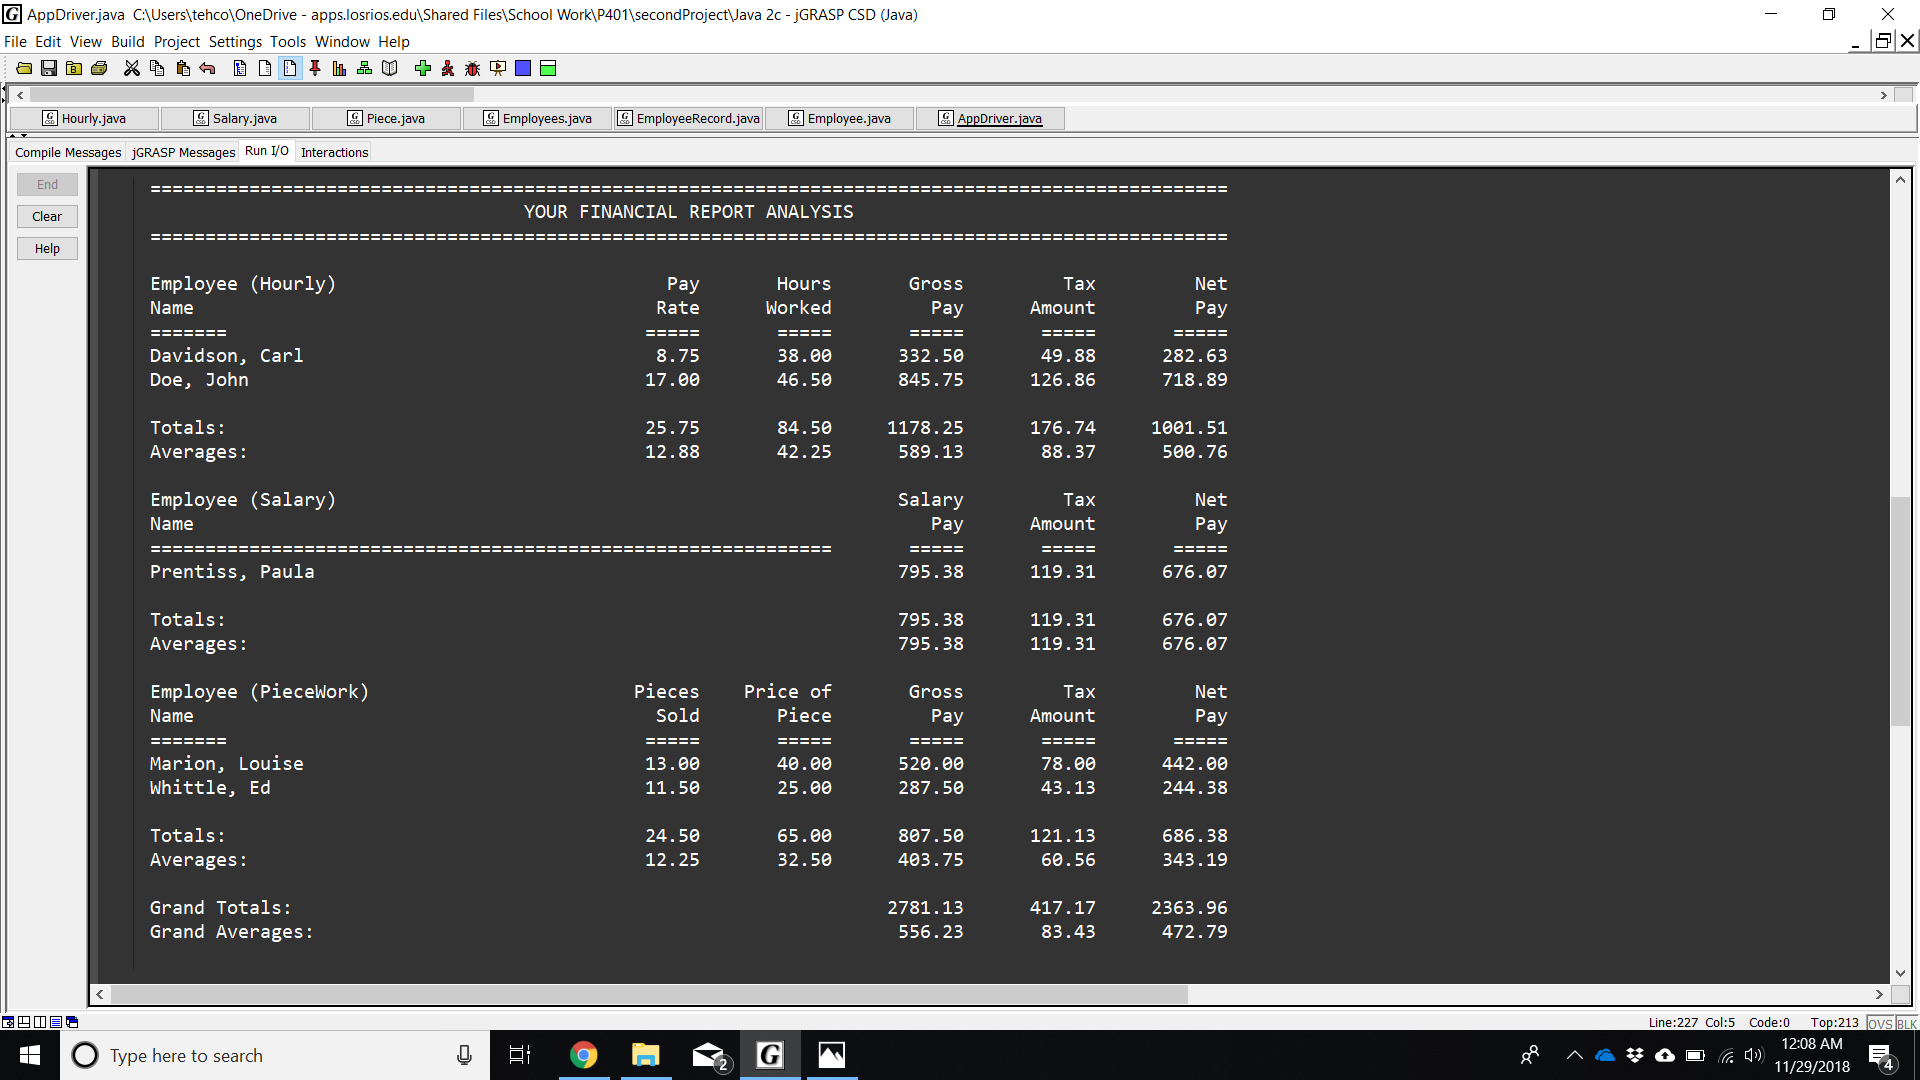 AppDriver.java  C:\Users\tehco\OneDrive - apps.losrios.edu\Shared Files\School Work\P401\secondProject\Java 2c - jGRASP CSD (Java)
File Edit View Build Project Settings Tools Window Help
Hourly.java Salary.java Piece.java Employees.java EmployeeRecord.java Employee.java AppDriver.java
Compile Messages jGRASP Messages Run I/O Interactions
End
Clear
Help
==================================================================================================
YOUR FINANCIAL REPORT ANALYSIS
==================================================================================================
Employee (Hourly) Pay Hours Gross Tax Net
Name Rate Worked Pay Amount Pay
======= ===== ===== ===== ===== =====
Davidson, Carl 8.75 38.00 332.50 49.88 282.63
Doe, John 17.00 46.50 845.75 126.86 718.89
Totals: 25.75 84.50 1178.25 176.74 1001.51
Averages: 12.88 42.25 589.13 88.37 500.76
Employee (Salary) Salary Tax Net
Name Pay Amount Pay
============================================================== ===== ===== =====
Prentiss, Paula 795.38 119.31 676.07
Totals: 795.38 119.31 676.07
Averages: 795.38 119.31 676.07
Employee (PieceWork) Pieces Price of Gross Tax Net
Name Sold Piece Pay Amount Pay
======= ===== ===== ===== ===== =====
Marion, Louise 13.00 40.00 520.00 78.00 442.00
Whittle, Ed 11.50 25.00 287.50 43.13 244.38
Totals: 24.50 65.00 807.50 121.13 686.38
Averages: 12.25 32.50 403.75 60.56 343.19
Grand Totals: 2781.13 417.17 2363.96
Grand Averages: 556.23 83.43 472.79
Line:227 Col:5 Code:0 Top:213 OVS BLK
Type here to search
2
12:08 AM
11/29/2018
4